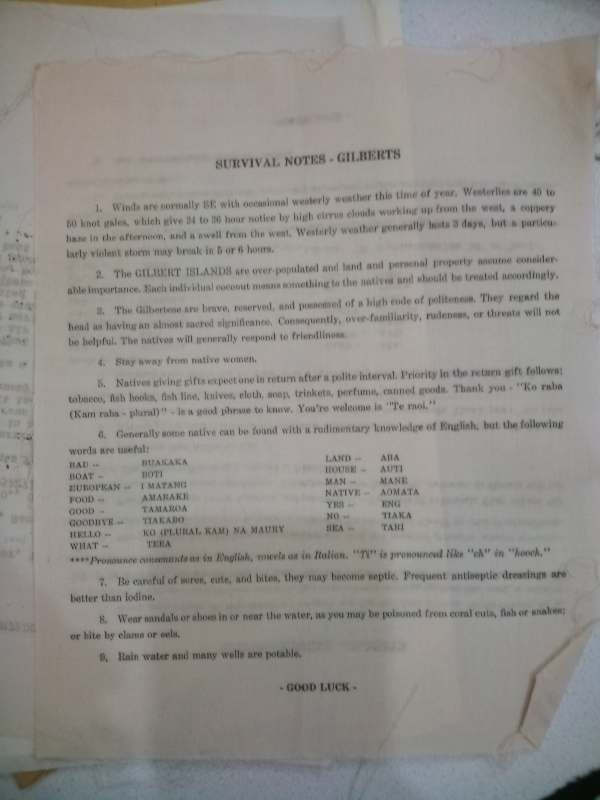 SURVIVAL NOTES - GILBERTS
1. Winds are normally SE with occasional westerly weather this time of year. Westerlies are 40 to
50 knot gales, which give 24 to 36 hour notice by high cirrus clouds working up from the west, a coppery
haze in the afternoon, and a swell from the west. Westerly weather generally lasts 3 days, but a particu-
larly violent storm may break in 5 or 6 hours.
2. The GILBERT ISLANDS are over-populated and land and personal property assume consider-
able importance. Each individual coconut means something to the natives and should be treated accordingly.
3. The Gilbertese are brave, reserved, and possessed of a high code of politeness. They regard the
head as having an almost sacred significance. Consequently, over-familiarity, rudeness, or threats will not
be helpful. The natives will generally respond to friendliness.
4. Stay away from native women.
5. Natives giving gifts expect one in return after a polite interval. Priority in the return gift follows:
tobacco, fish hooks, fish line, knives, cloth, soap, trinkets, perfume, canned goods. Thank you - "Ko raba
(Kam raba - plural)" - is a good phrase to know. You're welcome is "Te raoi."
6. Generally some native can be found with a rudimentary knowledge of English, but the following
words are useful:
BAD -- BUAKAKA
BOAT -- BOTI
EUROPEAN -- I MATANG
FOOD -- AMARAKE
GOOD -- TAMAROA
GOODBYE -- TIAKABO
HELLO -- KO (PLURAL KAM) NA MAURY
WHAT -- TERA
LAND -- ABA
HOUSE -- AUTI
MAN -- MANE
NATIVE -- AOMATA
YES -- ENG
NO -- TIAKA
SEA -- TARI
****Pronounce consonants as in English, vowels as in Italian. "Ti" is pronounced like "ch" in "hooch."
7. Be careful of sores, cuts, and bites, they may become septic. Frequent antiseptic dressings are
better than iodine.
8. Wear sandals or shoes in or near the water, as you may be poisoned from coral cuts, fish or snakes;
or bite by clams or eels.
9. Rain water and many wells are potable.
- GOOD LUCK -